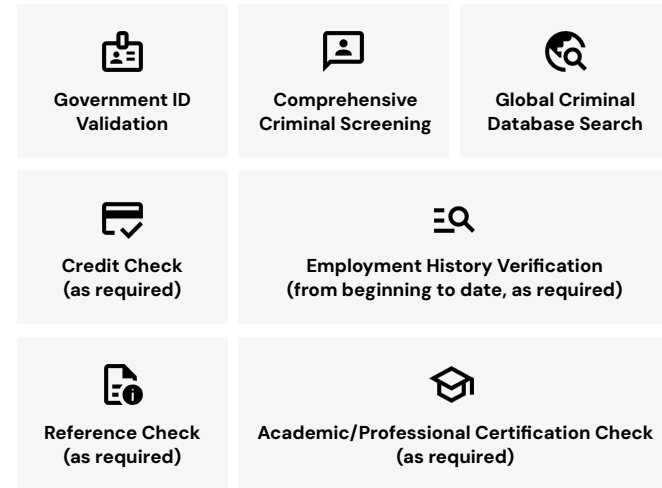 Government ID
Validation
Comprehensive
Criminal Screening
Global Criminal
Database Search
Credit Check
(as required)
Employment History Verification
(from beginning to date, as required)
Reference Check
(as required)
Academic/Professional Certification Check
(as required)